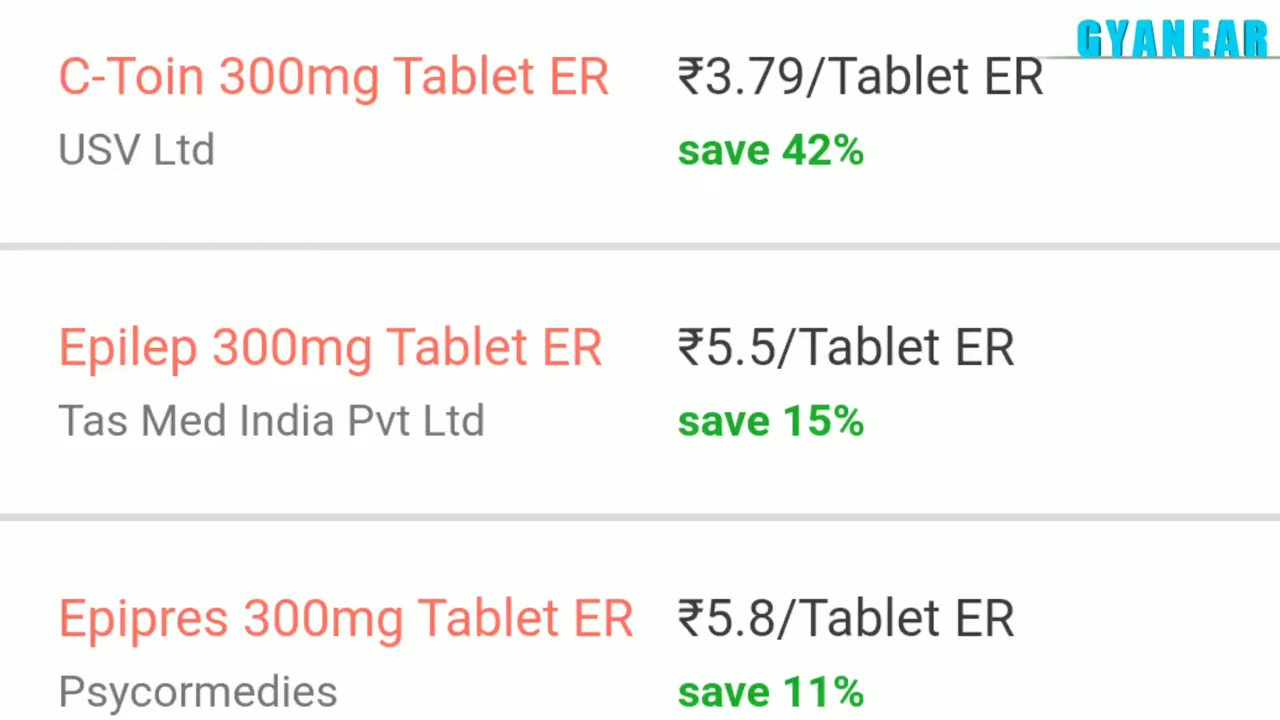 GYANEAR
C-Toin 300mg Tablet ER ₹3.79/Tablet ER
USV Ltd save 42%
Epilep 300mg Tablet ER ₹5.5/Tablet ER
Tas Med India Pvt Ltd save 15%
Epipres 300mg Tablet ER ₹5.8/Tablet ER
Psycormedies save 11%